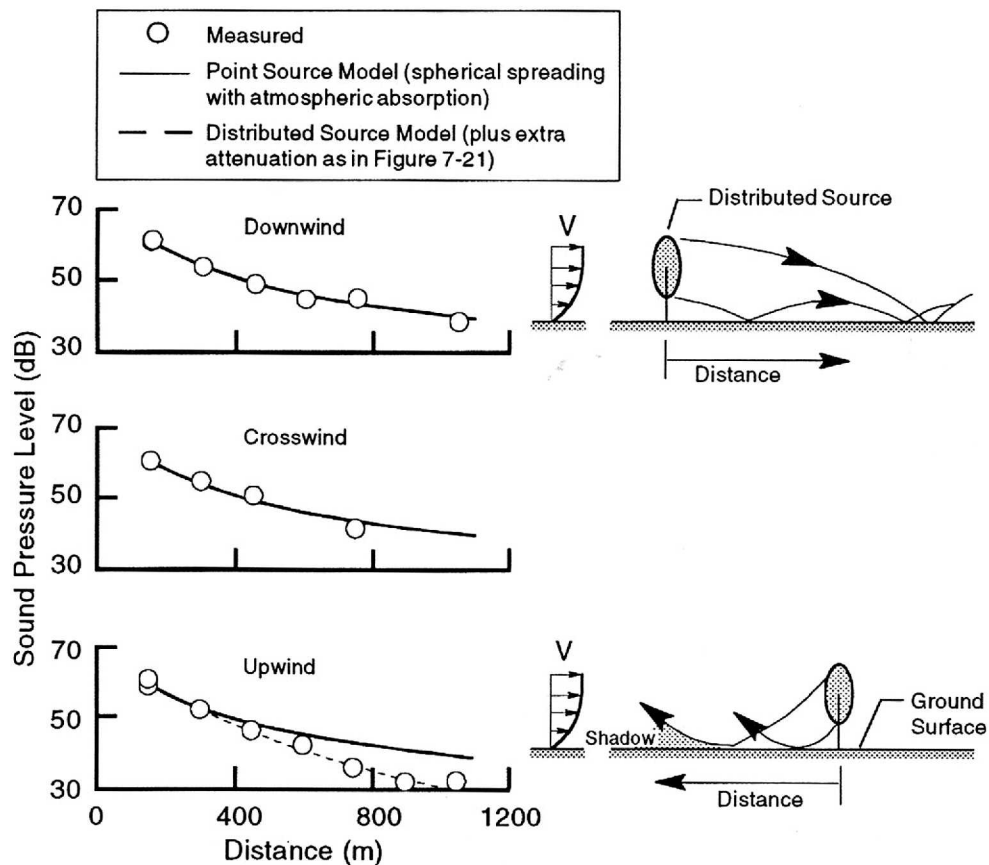 Measured
Point Source Model (spherical spreading
with atmospheric absorption)
Distributed Source Model (plus extra
attenuation as in Figure 7-21)
Sound Pressure Level (dB)
70
50
30
Downwind
V
Distributed Source
Distance
70
50
30
Crosswind
70
50
30
Upwind
V
Shadow
Ground
Surface
Distance
0
400
800
1200
Distance (m)